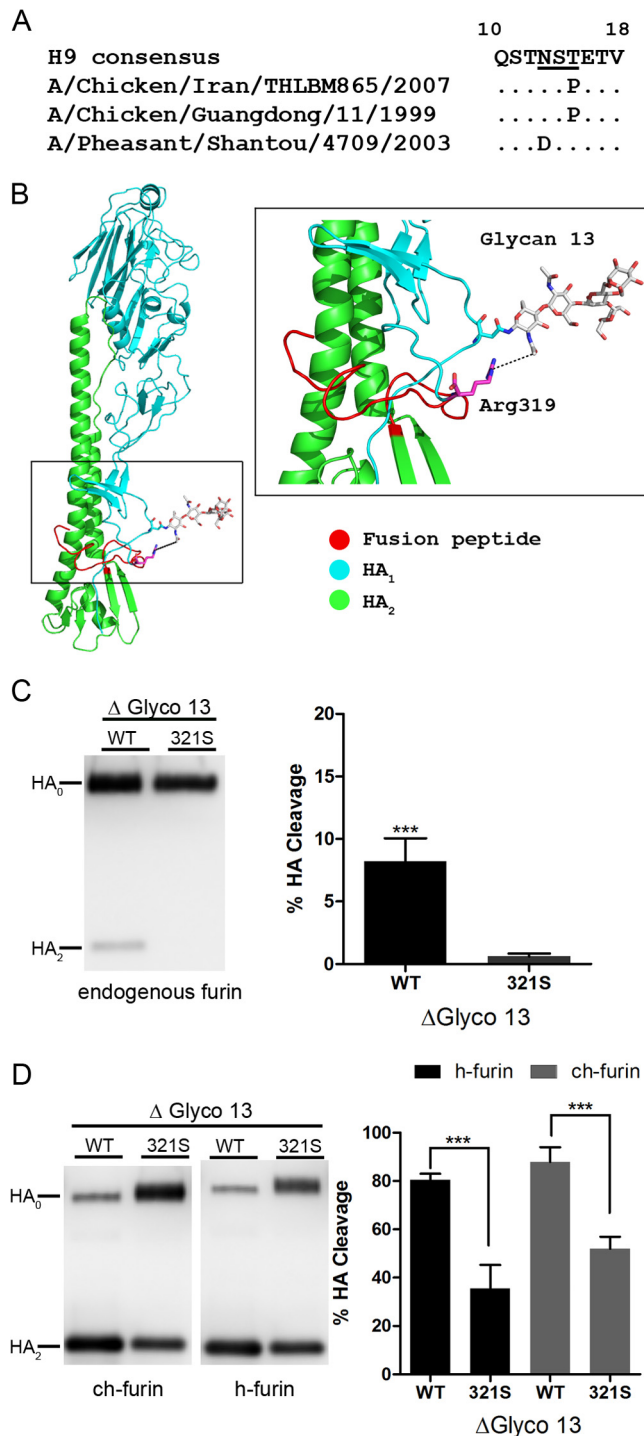 A
10 18
H9 consensus QSTNSTETV
A/Chicken/Iran/THLBM865/2007 .....P...
A/Chicken/Guangdong/11/1999 .....P...
A/Pheasant/Shantou/4709/2003 ...D.....
B
Glycan 13
Arg319
Fusion peptide
HA1
HA2
C
Δ Glyco 13
WT 321S
HA0
HA2
endogenous furin
20
15
10
5
0
% HA Cleavage
***
WT 321S
ΔGlyco 13
D
Δ Glyco 13
WT 321S WT 321S
HA0
HA2
ch-furin h-furin
h-furin ch-furin
100
80
60
40
20
0
% HA Cleavage
*** ***
WT 321S WT 321S
ΔGlyco 13